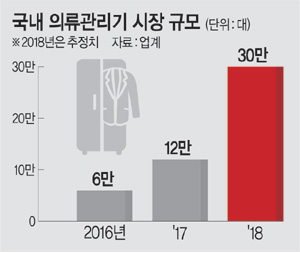 국내 의류관리기 시장 규모 (단위 : 대)
※2018년은 추정치 자료 : 업계
30만
30만
20만
12만
10만
6만
0
2016년 '17 '18